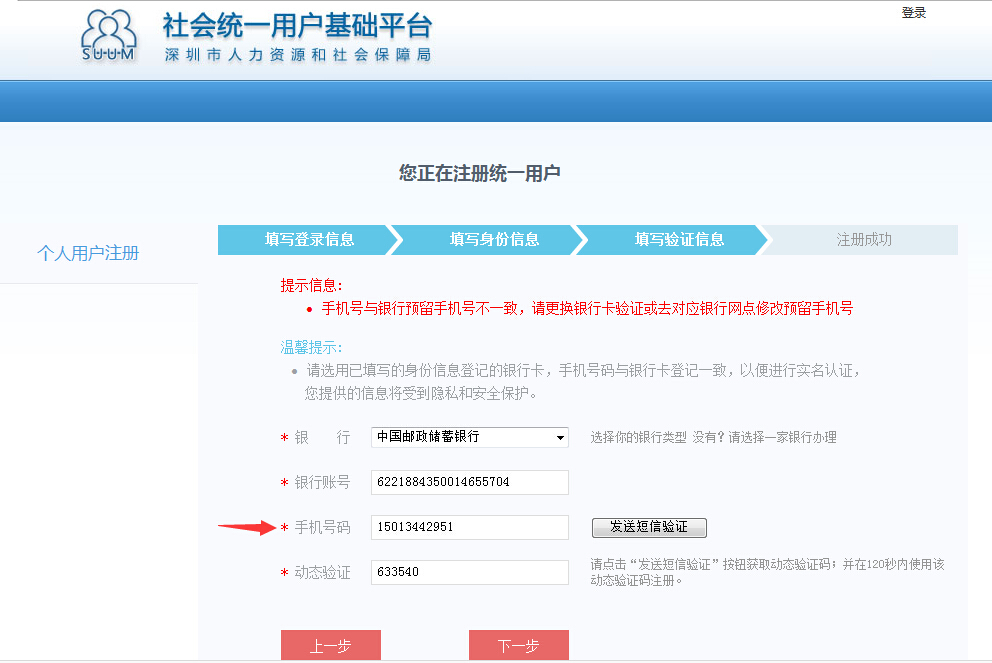 登录
社会统一用户基础平台
SUUM
深圳市人力资源和社会保障局
您正在注册统一用户
个人用户注册
填写登录信息
填写身份信息
填写验证信息
注册成功
提示信息:
手机号与银行预留手机号不一致，请更换银行卡验证或去对应银行网点修改预留手机号
温馨提示:
请选用已填写的身份信息登记的银行卡，手机号码与银行卡登记一致，以便进行实名认证，
您提供的信息将受到隐私和安全保护。
* 银 行 中国邮政储蓄银行 选择你的银行类型 没有？请选择一家银行办理
* 银行账号 6221884350014655704
* 手机号码 15013442951 发送短信验证
* 动态验证 633540 请点击“发送短信验证”按钮获取动态验证码；并在120秒内使用该
动态验证码注册。
上一步 下一步